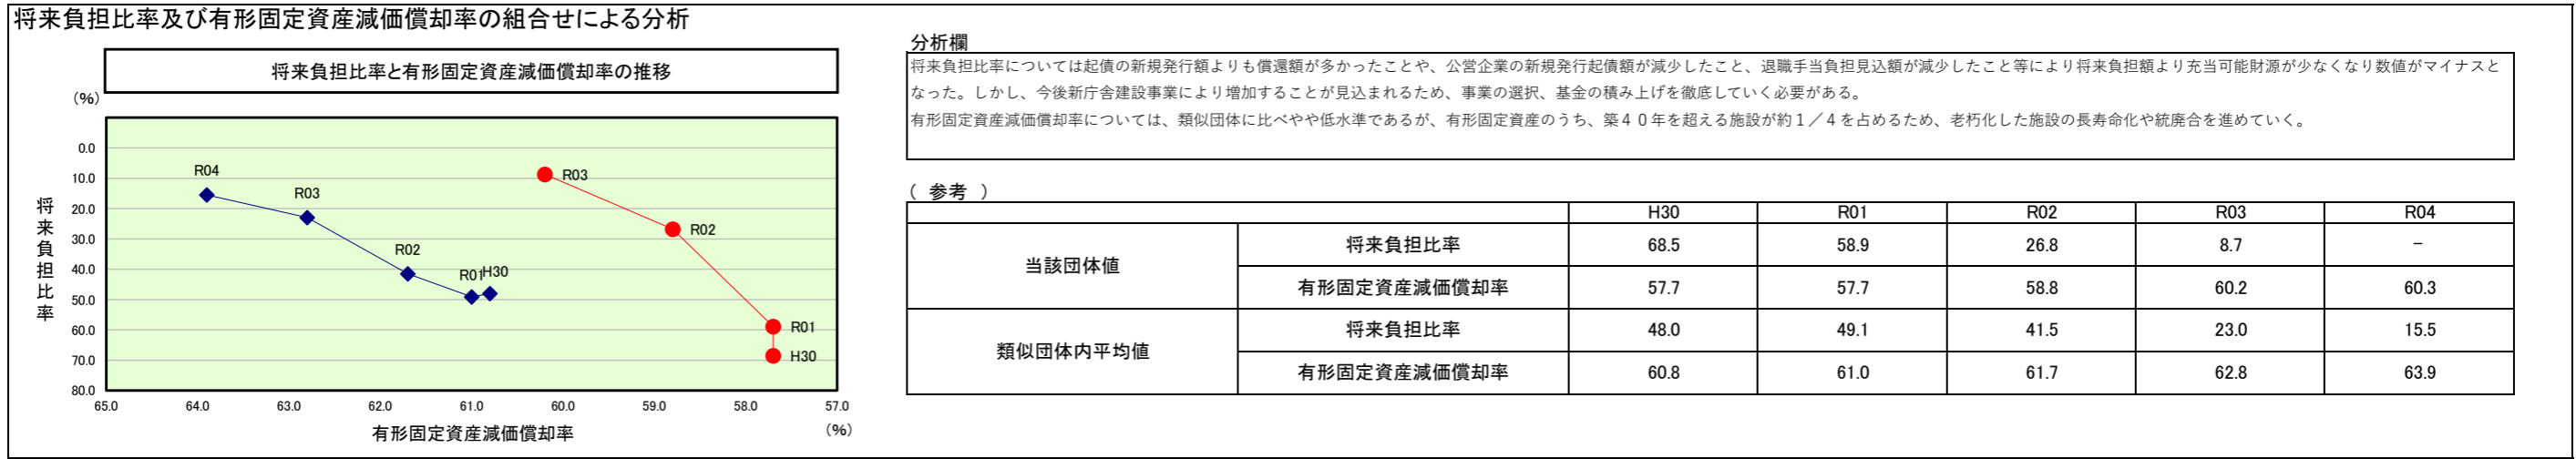 将来負担比率及び有形固定資産減価償却率の組合せによる分析
将来負担比率と有形固定資産減価償却率の推移
(%)
0.0
10.0
20.0
30.0
40.0
50.0
60.0
70.0
80.0
将来負担比率
R04
R03
R02
R01
H30
R03
R02
R01
H30
65.0 64.0 63.0 62.0 61.0 60.0 59.0 58.0 57.0
有形固定資産減価償却率
(%)
分析欄
将来負担比率については起債の新規発行額よりも償還額が多かったことや、公営企業の新規発行起債額が減少したこと、退職手当負担見込額が減少したこと等により将来負担額より充当可能財源が少なくなり数値がマイナスと
なった。しかし、今後新庁舎建設事業により増加することが見込まれるため、事業の選択、基金の積み上げを徹底していく必要がある。
有形固定資産減価償却率については、類似団体に比べやや低水準であるが、有形固定資産のうち、築40年を超える施設が約1/4を占めるため、老朽化した施設の長寿命化や統廃合を進めていく。
( 参考 )
H30 R01 R02 R03 R04
当該団体値
将来負担比率 68.5 58.9 26.8 8.7 －
有形固定資産減価償却率 57.7 57.7 58.8 60.2 60.3
類似団体内平均値
将来負担比率 48.0 49.1 41.5 23.0 15.5
有形固定資産減価償却率 60.8 61.0 61.7 62.8 63.9